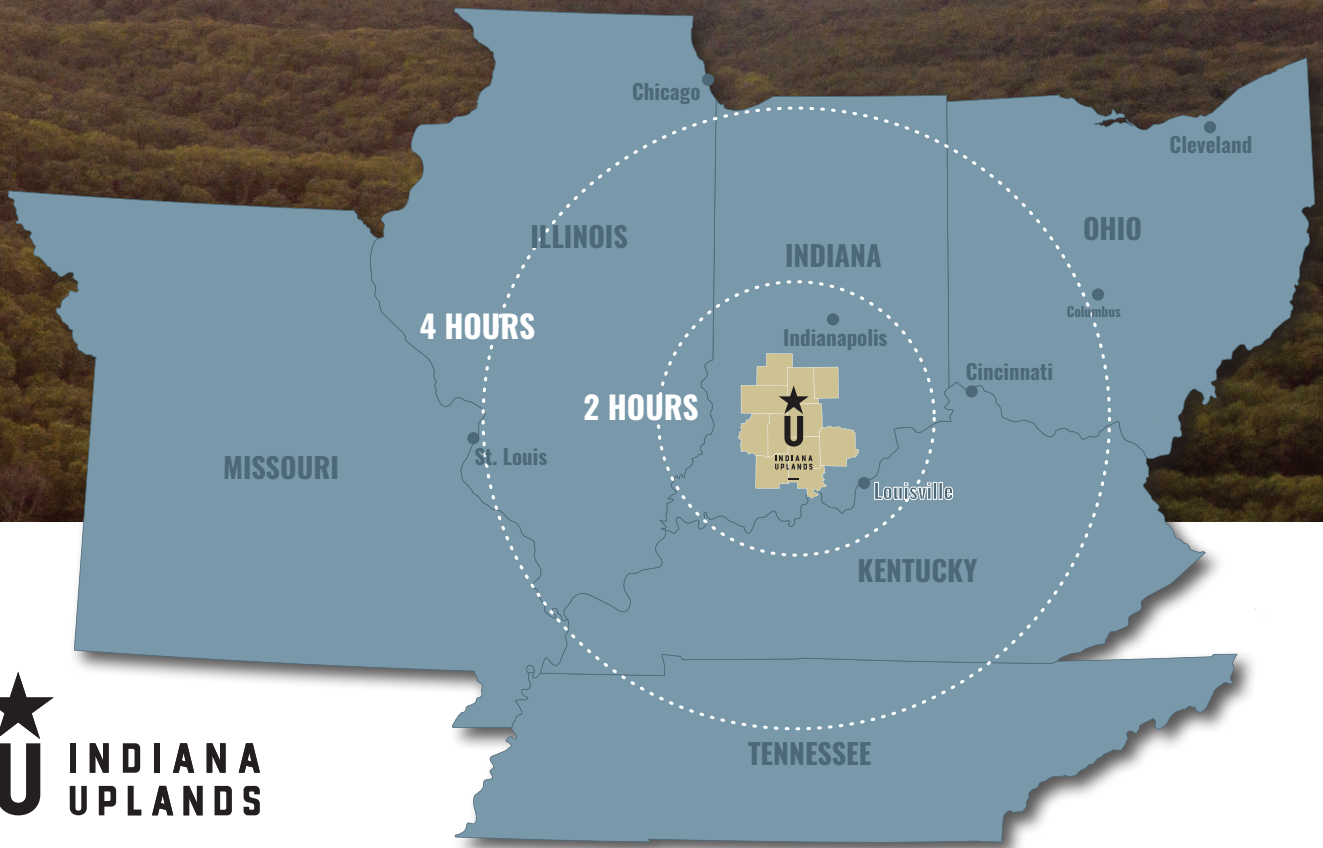 Chicago
Cleveland
ILLINOIS
OHIO
INDIANA
Columbus
4 HOURS
Indianapolis
Cincinnati
2 HOURS
U
INDIANA
UPLANDS
St. Louis
MISSOURI
Louisville
KENTUCKY
TENNESSEE
U
INDIANA
UPLANDS